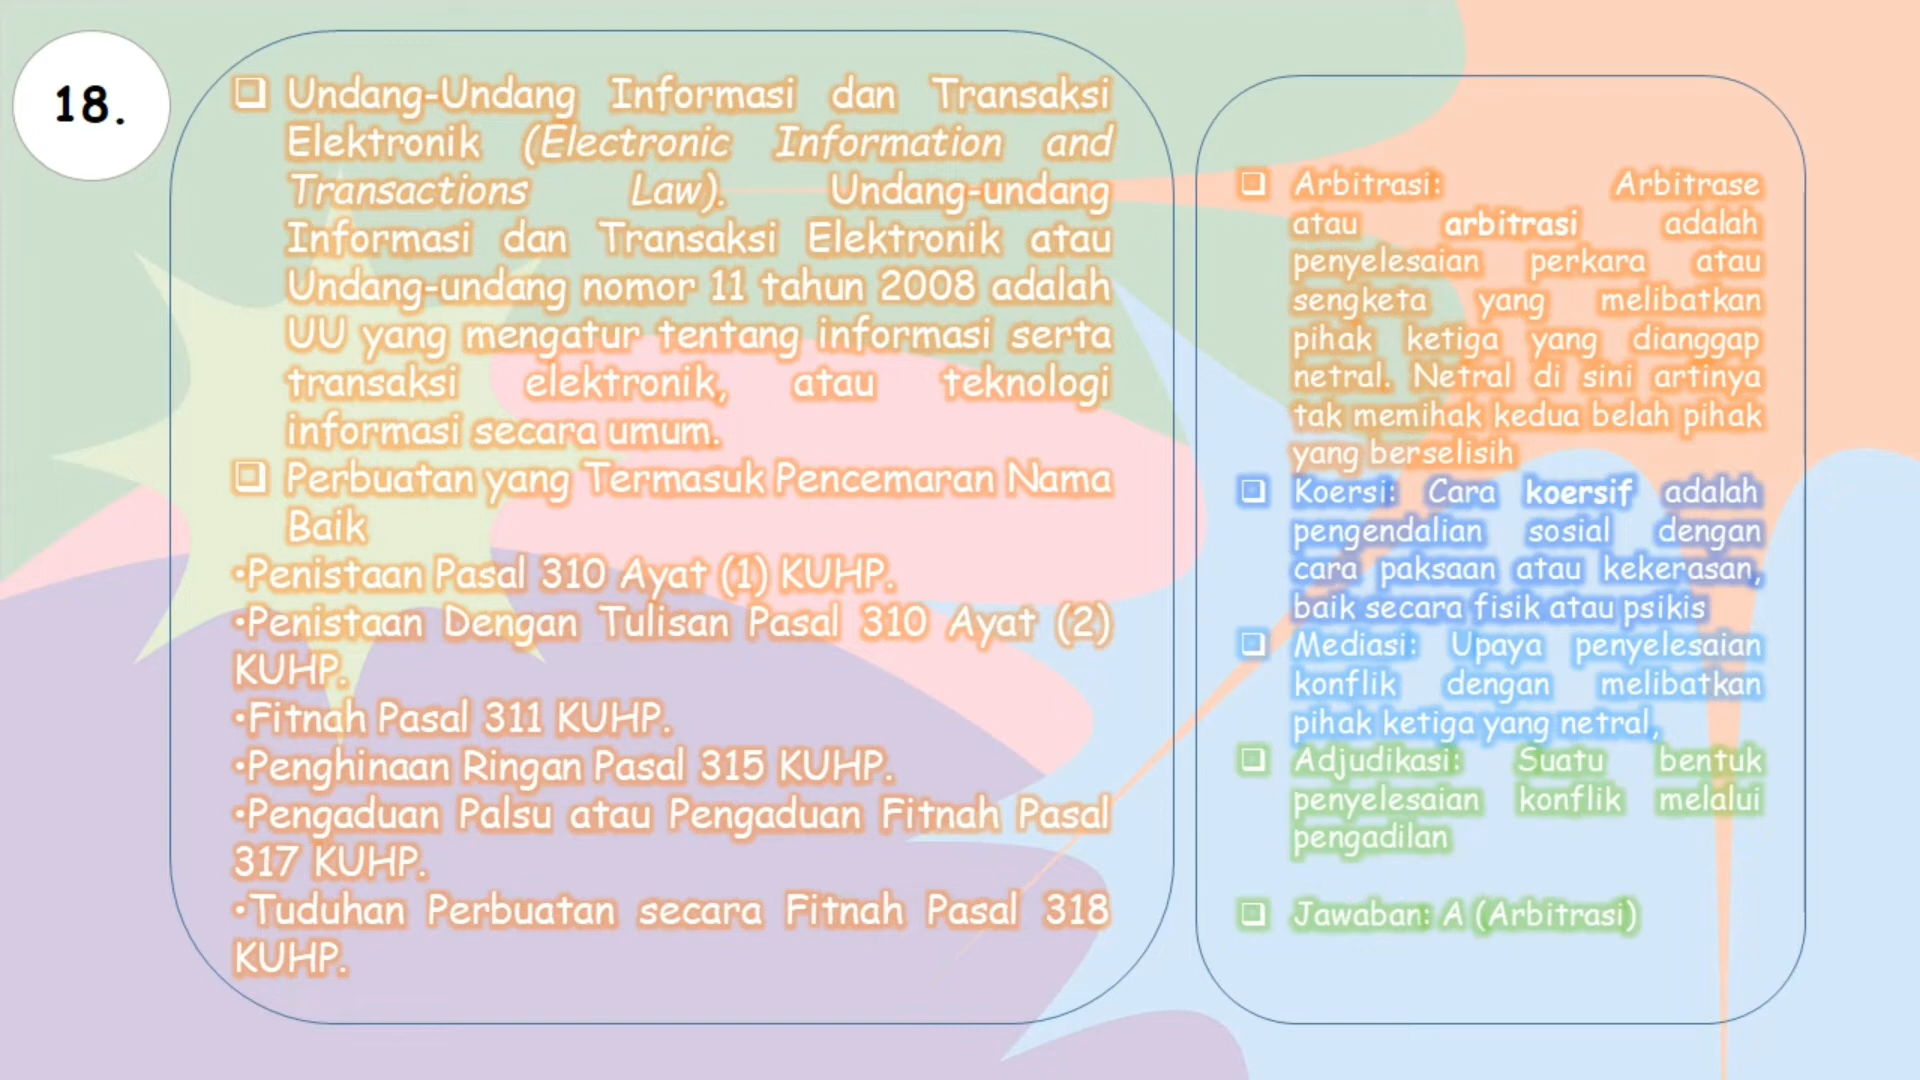 18.
❑ Undang-Undang Informasi dan Transaksi
Elektronik (Electronic Information and
Transactions Law). Undang-undang
Informasi dan Transaksi Elektronik atau
Undang-undang nomor 11 tahun 2008 adalah
UU yang mengatur tentang informasi serta
transaksi elektronik, atau teknologi
informasi secara umum.
❑ Perbuatan yang Termasuk Pencemaran Nama
Baik
•Penistaan Pasal 310 Ayat (1) KUHP.
•Penistaan Dengan Tulisan Pasal 310 Ayat (2)
KUHP.
•Fitnah Pasal 311 KUHP.
•Penghinaan Ringan Pasal 315 KUHP.
•Pengaduan Palsu atau Pengaduan Fitnah Pasal
317 KUHP.
•Tuduhan Perbuatan secara Fitnah Pasal 318
KUHP.
❑ Arbitrasi: Arbitrase
atau arbitrasi adalah
penyelesaian perkara atau
sengketa yang melibatkan
pihak ketiga yang dianggap
netral. Netral di sini artinya
tak memihak kedua belah pihak
yang berselisih
❑ Koersi: Cara koersif adalah
pengendalian sosial dengan
cara paksaan atau kekerasan,
baik secara fisik atau psikis
❑ Mediasi: Upaya penyelesaian
konflik dengan melibatkan
pihak ketiga yang netral,
❑ Adjudikasi: Suatu bentuk
penyelesaian konflik melalui
pengadilan
❑ Jawaban: A (Arbitrasi)